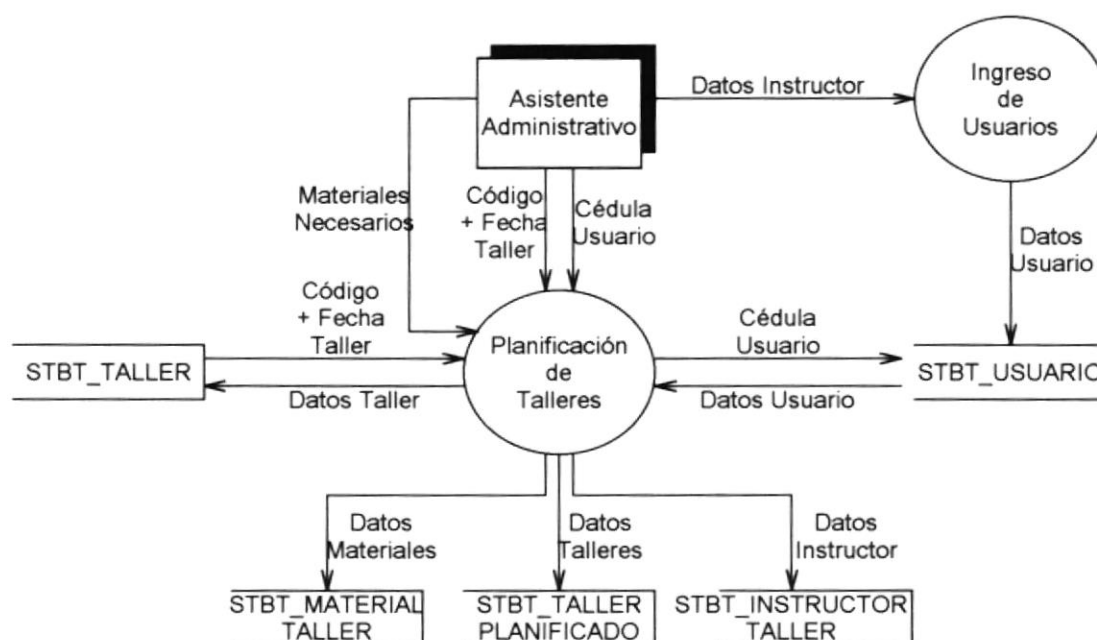 Asistente
Administrativo
Datos Instructor
Ingreso
de
Usuarios
Materiales
Necesarios
Código
+ Fecha
Taller
Cédula
Usuario
Datos
Usuario
Código
+ Fecha
Taller
Planificación
de
Talleres
Cédula
Usuario
STBT_TALLER
STBT_USUARIO
Datos Taller
Datos Usuario
Datos
Materiales
Datos
Talleres
Datos
Instructor
STBT_MATERIAL
TALLER
STBT_TALLER
PLANIFICADO
STBT_INSTRUCTOR
TALLER